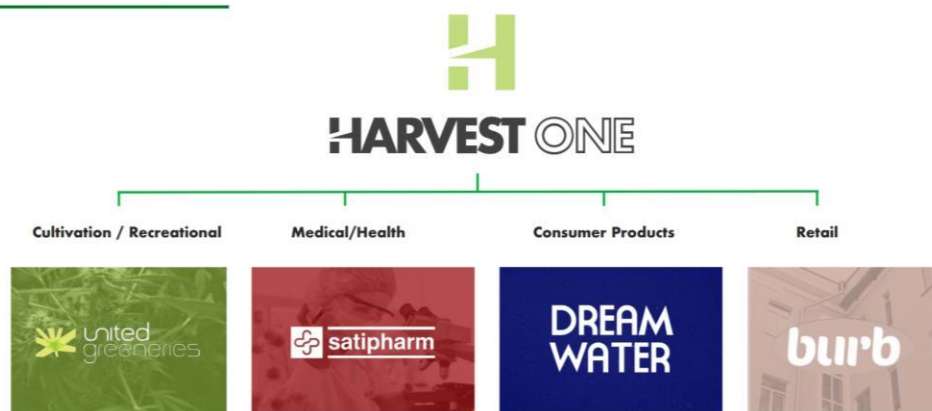 HARVEST ONE
Cultivation / Recreational
Medical/Health
Consumer Products
Retail
united
greeneries
satipharm
DREAM
WATER
burb